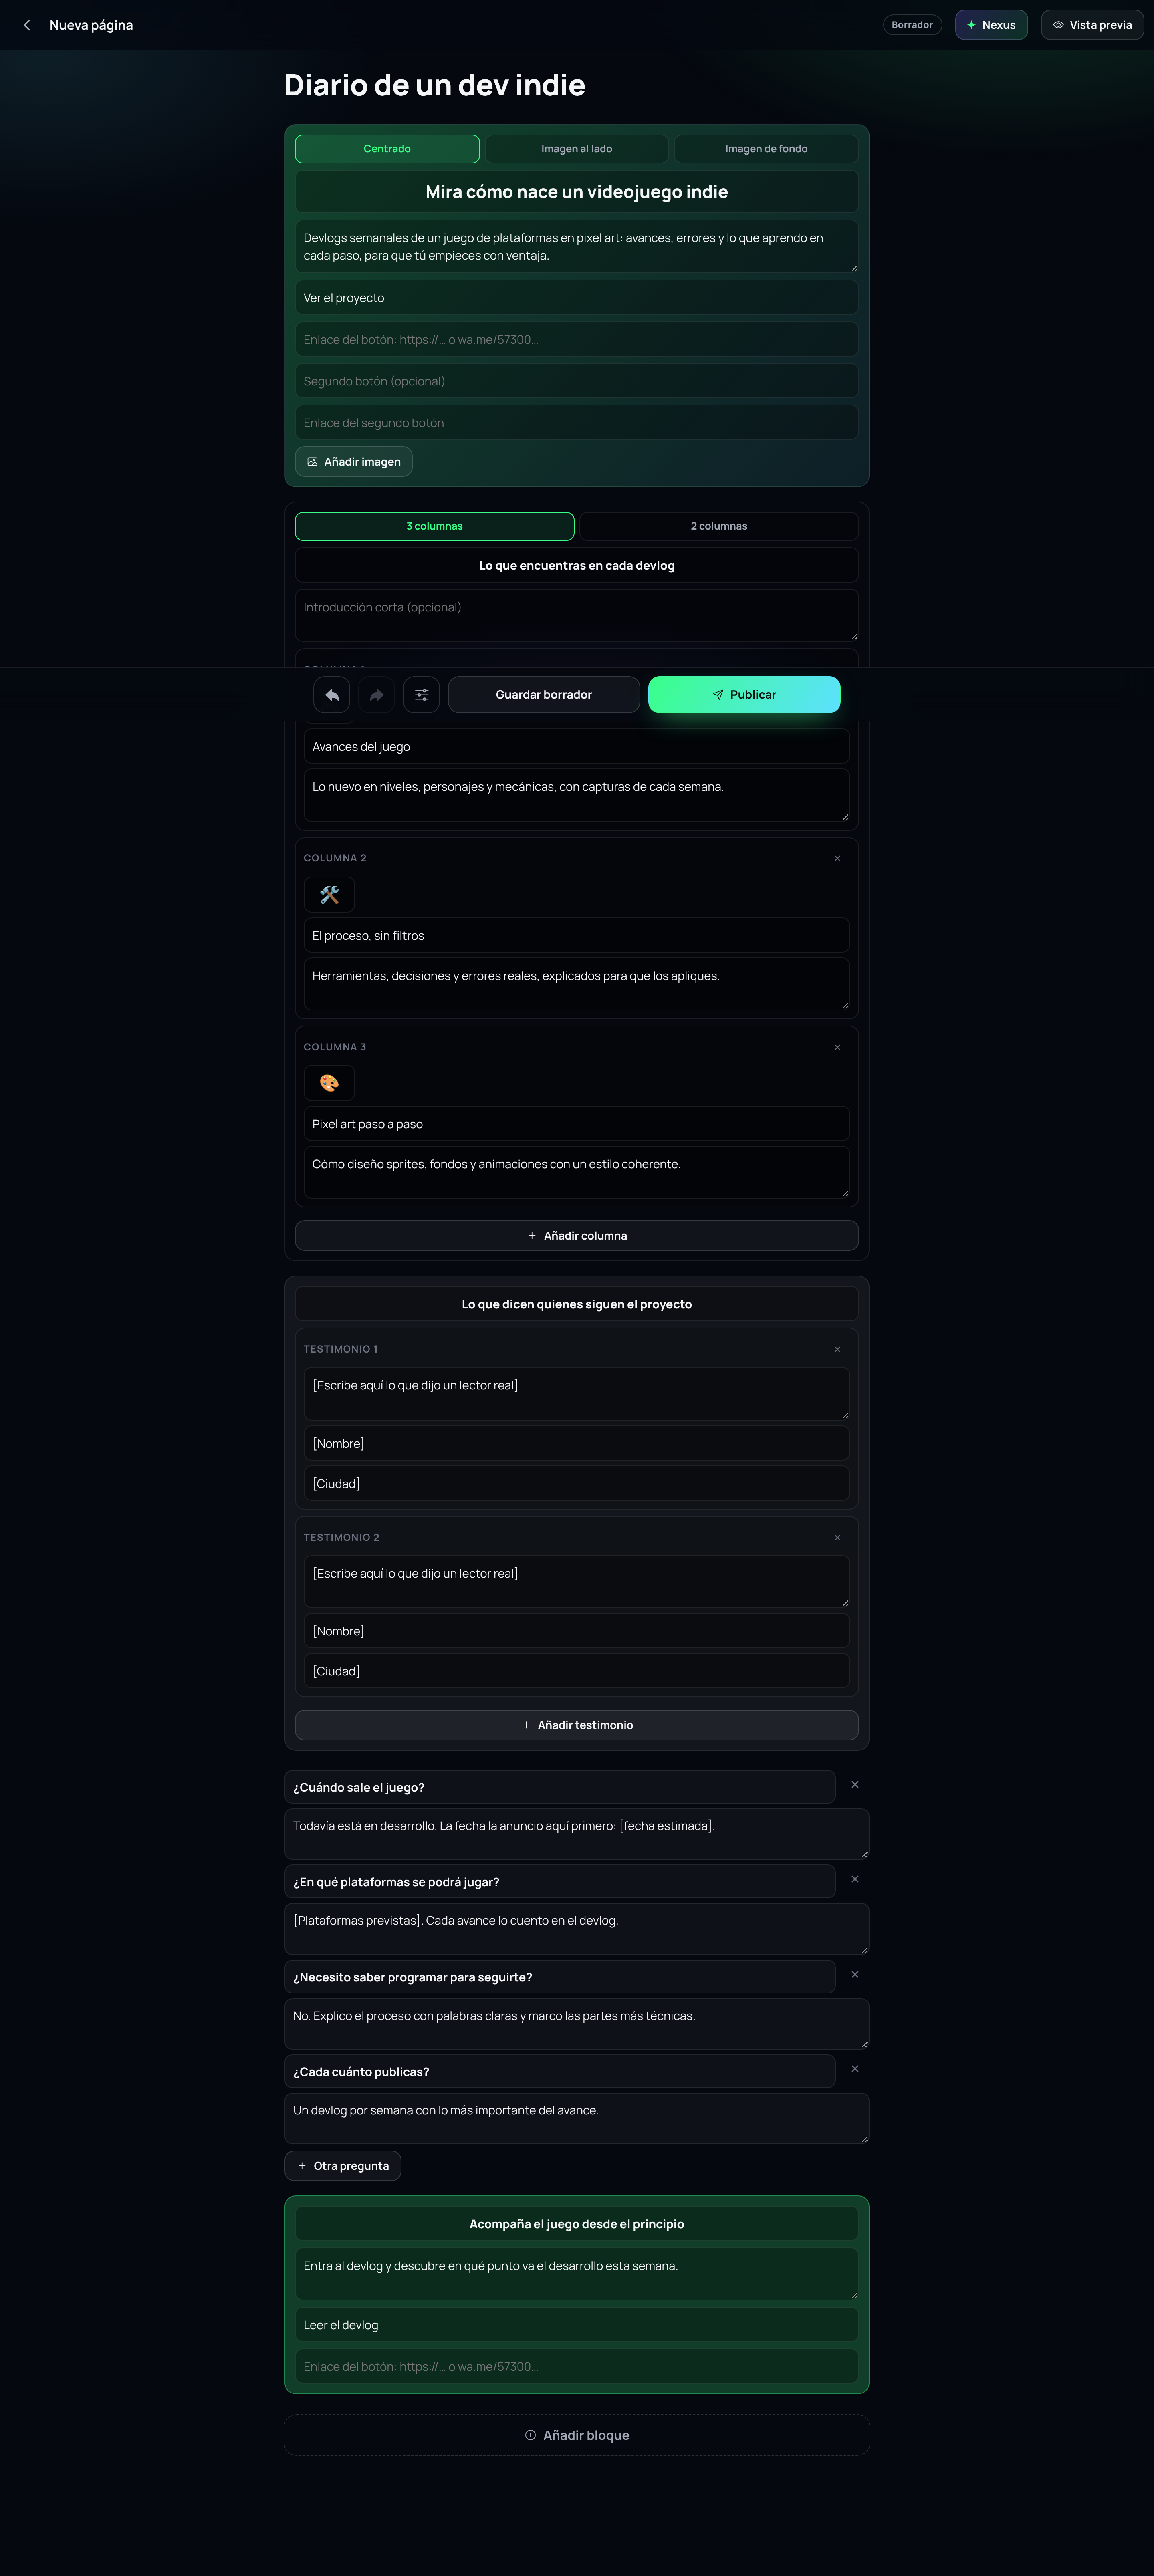 Nueva página
Borrador
Nexus
Vista previa
Diario de un dev indie
Centrado
Imagen al lado
Imagen de fondo
Mira cómo nace un videojuego indie
Devlogs semanales de un juego de plataformas en pixel art: avances, errores y lo que aprendo en
cada paso, para que tú empieces con ventaja.
Ver el proyecto
Enlace del botón: https://... o wa.me/57300...
Segundo botón (opcional)
Enlace del segundo botón
Añadir imagen
3 columnas
2 columnas
Lo que encuentras en cada devlog
Introducción corta (opcional)
Guardar borrador
Publicar
Avances del juego
Lo nuevo en niveles, personajes y mecánicas, con capturas de cada semana.
COLUMNA 2
El proceso, sin filtros
Herramientas, decisiones y errores reales, explicados para que los apliques.
COLUMNA 3
Pixel art paso a paso
Cómo diseño sprites, fondos y animaciones con un estilo coherente.
Añadir columna
Lo que dicen quienes siguen el proyecto
TESTIMONIO 1
[Escribe aquí lo que dijo un lector real]
[Nombre]
[Ciudad]
TESTIMONIO 2
[Escribe aquí lo que dijo un lector real]
[Nombre]
[Ciudad]
Añadir testimonio
¿Cuándo sale el juego?
Todavía está en desarrollo. La fecha la anuncio aquí primero: [fecha estimada].
¿En qué plataformas se podrá jugar?
[Plataformas previstas]. Cada avance lo cuento en el devlog.
¿Necesito saber programar para seguirte?
No. Explico el proceso con palabras claras y marco las partes más técnicas.
¿Cada cuánto publicas?
Un devlog por semana con lo más importante del avance.
Otra pregunta
Acompaña el juego desde el principio
Entra al devlog y descubre en qué punto va el desarrollo esta semana.
Leer el devlog
Enlace del botón: https://... o wa.me/57300...
Añadir bloque